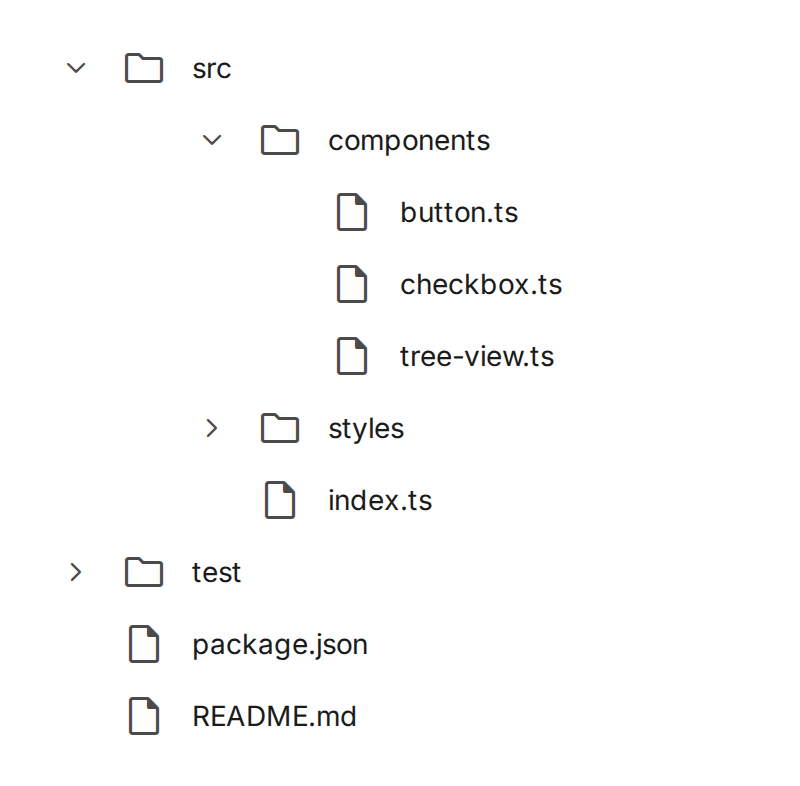 src
components
button.ts
checkbox.ts
tree-view.ts
styles
index.ts
test
package.json
README.md